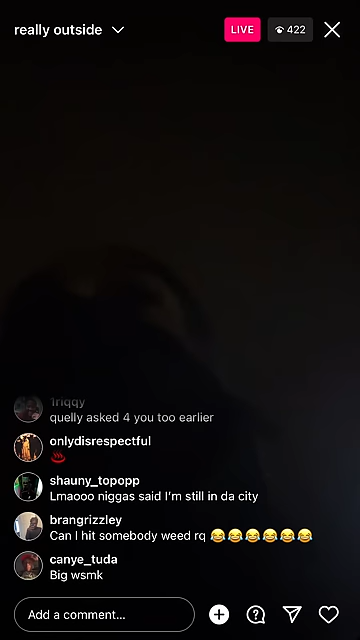 really outside
LIVE
422
1riqqy
quelly asked 4 you too earlier
onlydisrespectful
♨️
shauny_topopp
Lmaooo niggas said I'm still in da city
brangrizzley
Can I hit somebody weed rq 😂😂😂😂😂😂
canye_tuda
Big wsmk
Add a comment...